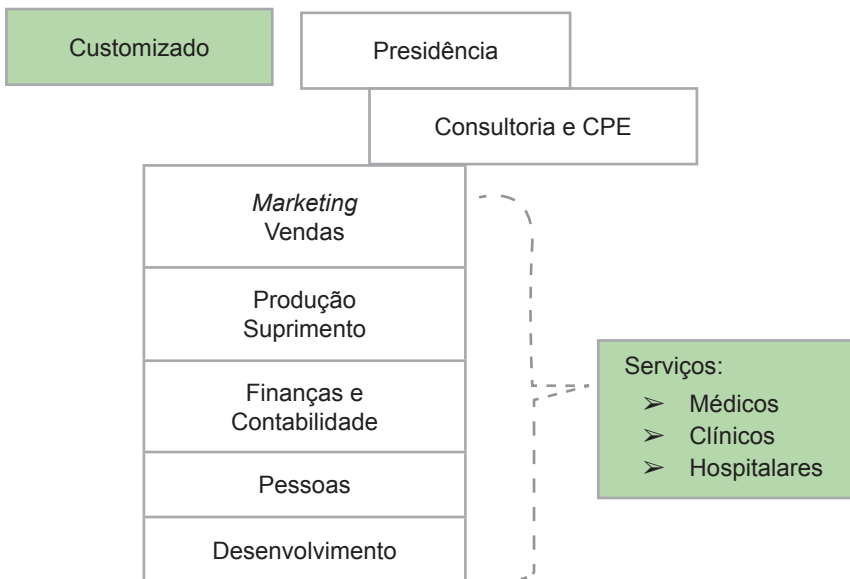 Customizado
Presidência
Consultoria e CPE
Marketing
Vendas
Produção
Suprimento
Finanças e
Contabilidade
Pessoas
Desenvolvimento
Serviços:
➢ Médicos
➢ Clínicos
➢ Hospitalares